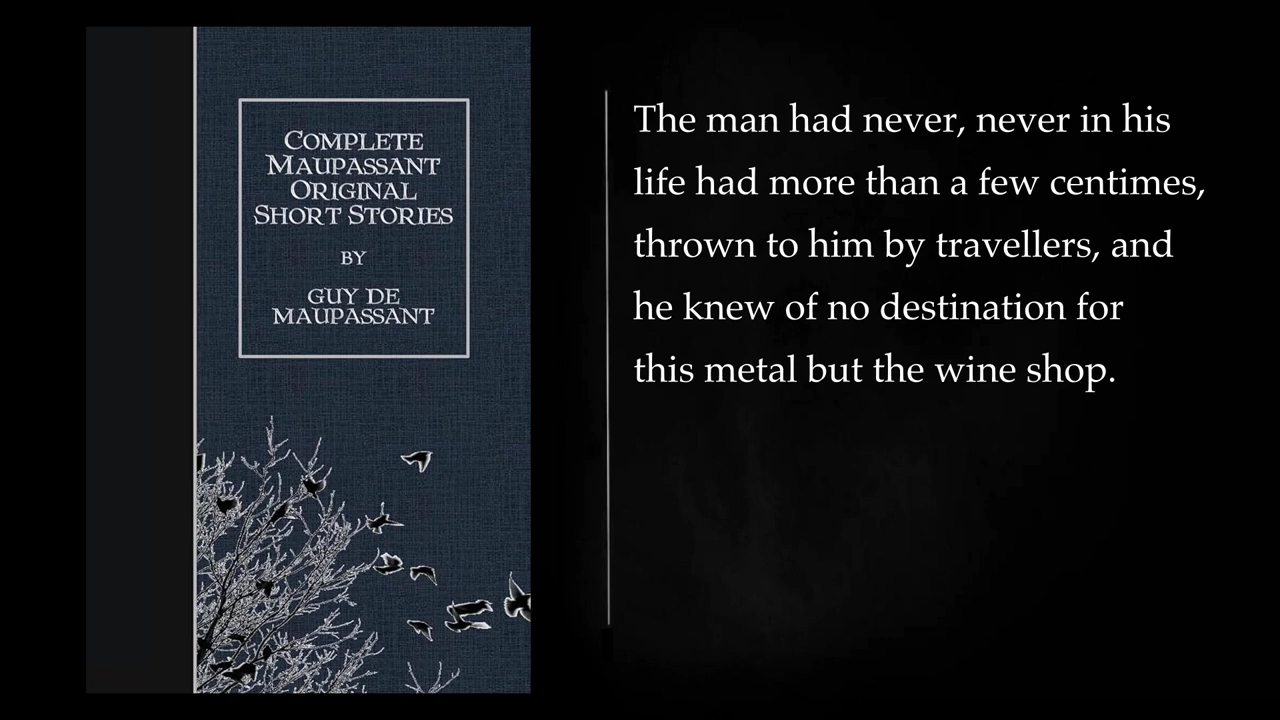 COMPLETE
MAUPASSANT
ORIGINAL
SHORT STORIES
BY
GUY DE
MAUPASSANT
The man had never, never in his
life had more than a few centimes,
thrown to him by travellers, and
he knew of no destination for
this metal but the wine shop.